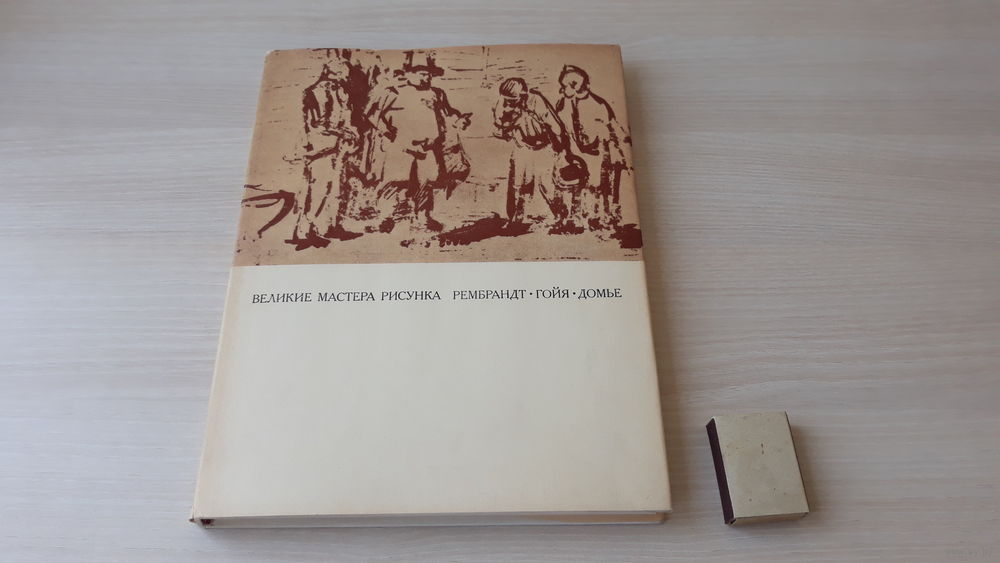 ВЕЛИКИЕ МАСТЕРА РИСУНКА РЕМБРАНДТ · ГОЙЯ · ДОМЬЕ